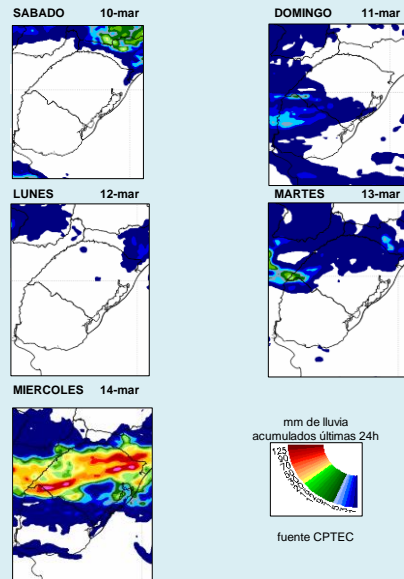 SABADO 10-mar
DOMINGO 11-mar
LUNES 12-mar
MARTES 13-mar
MIERCOLES 14-mar
mm de lluvia
acumulados últimas 24h
125
fuente CPTEC